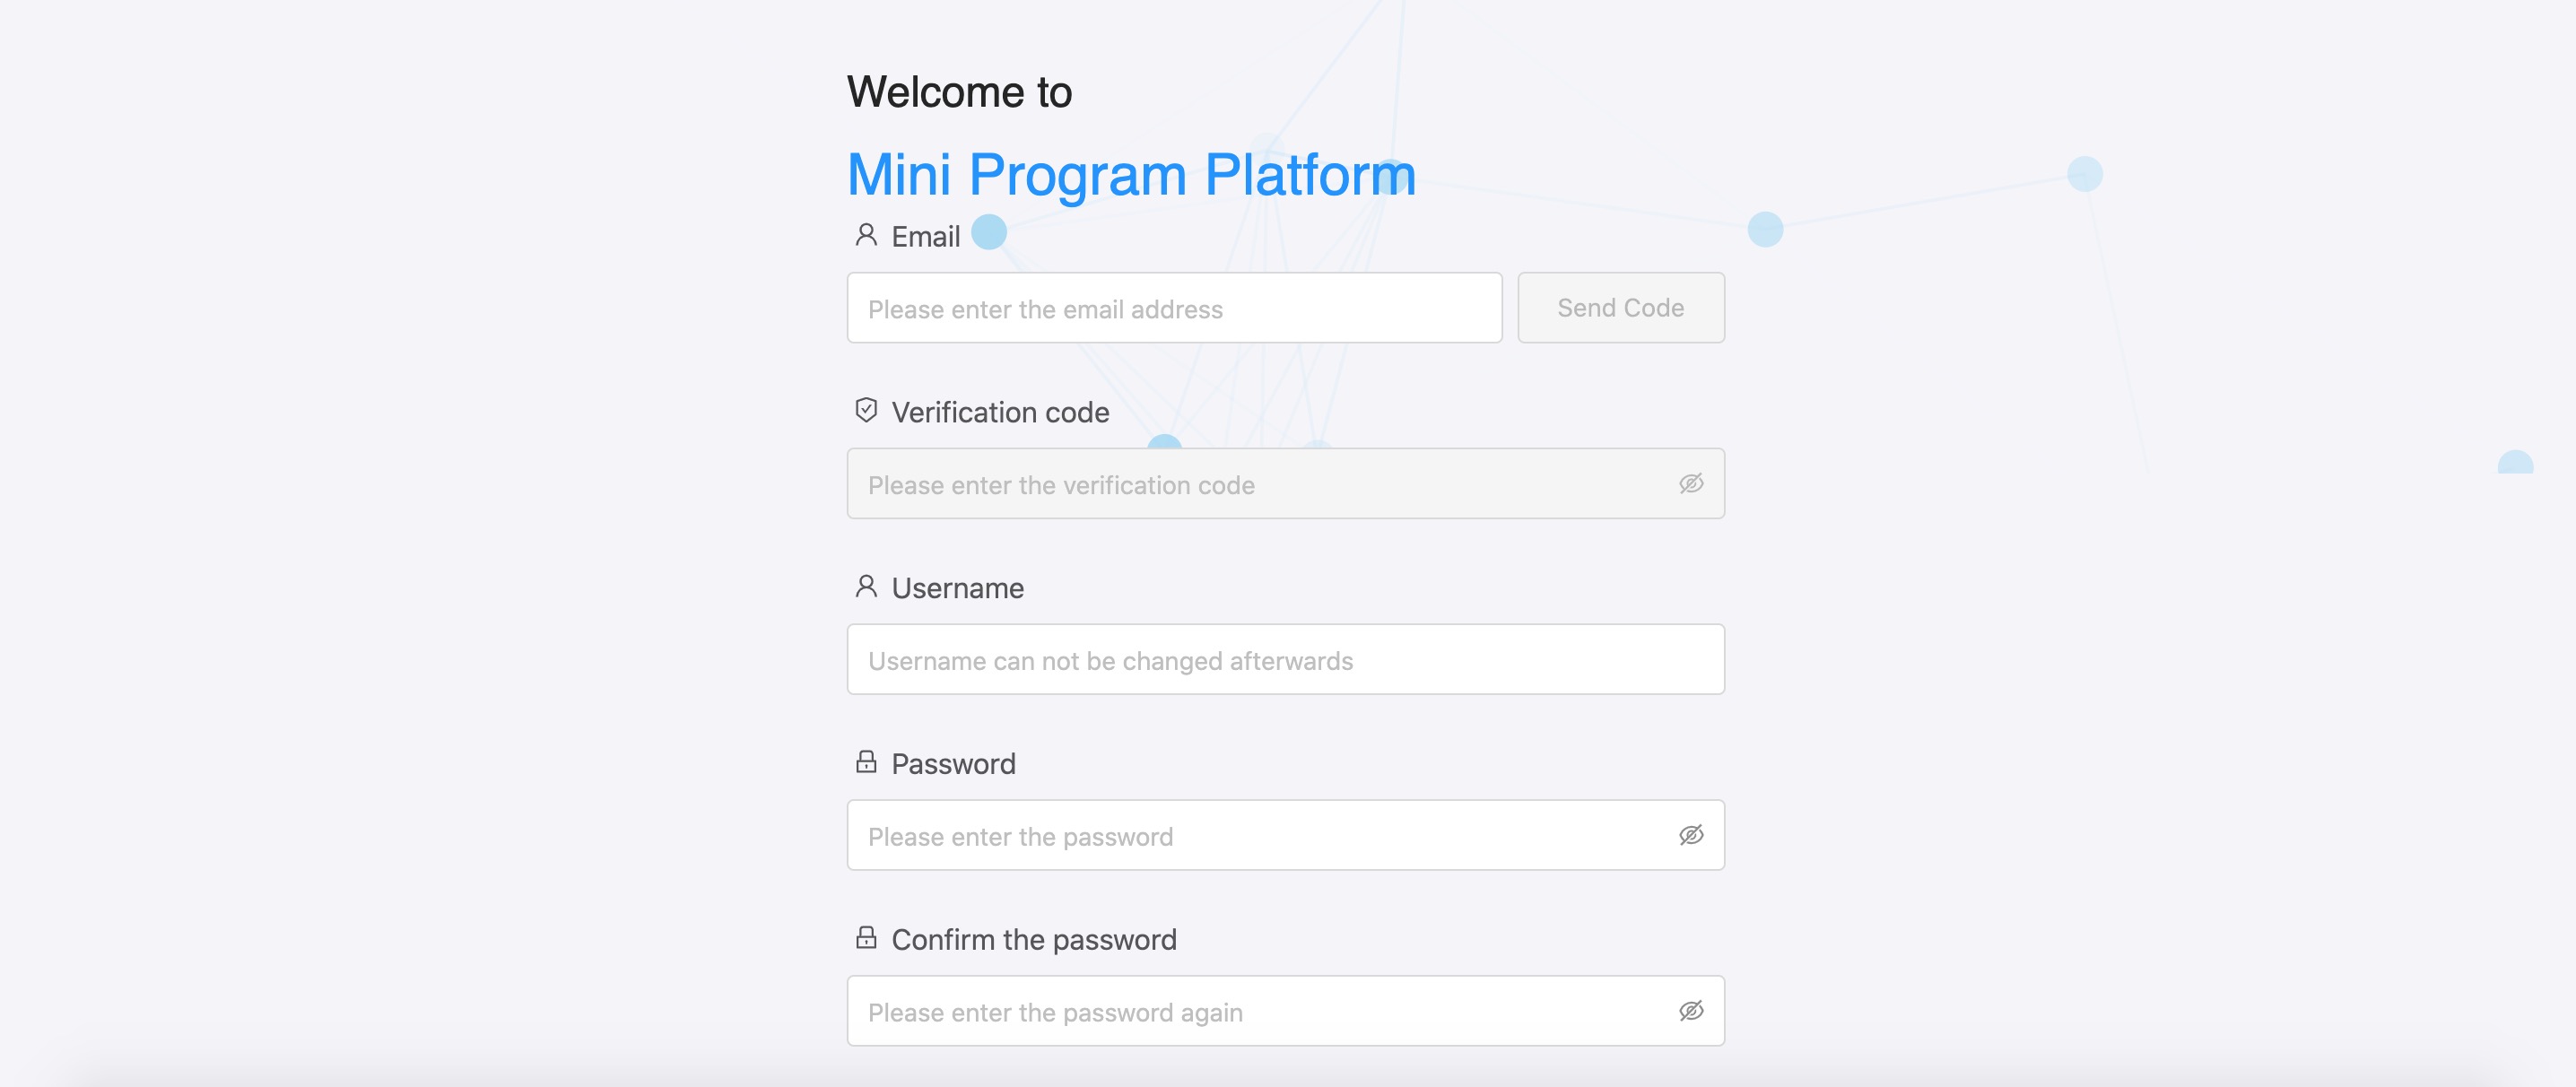 Welcome to
Mini Program Platform
Email
Please enter the email address
Send Code
Verification code
Please enter the verification code
Username
Username can not be changed afterwards
Password
Please enter the password
Confirm the password
Please enter the password again